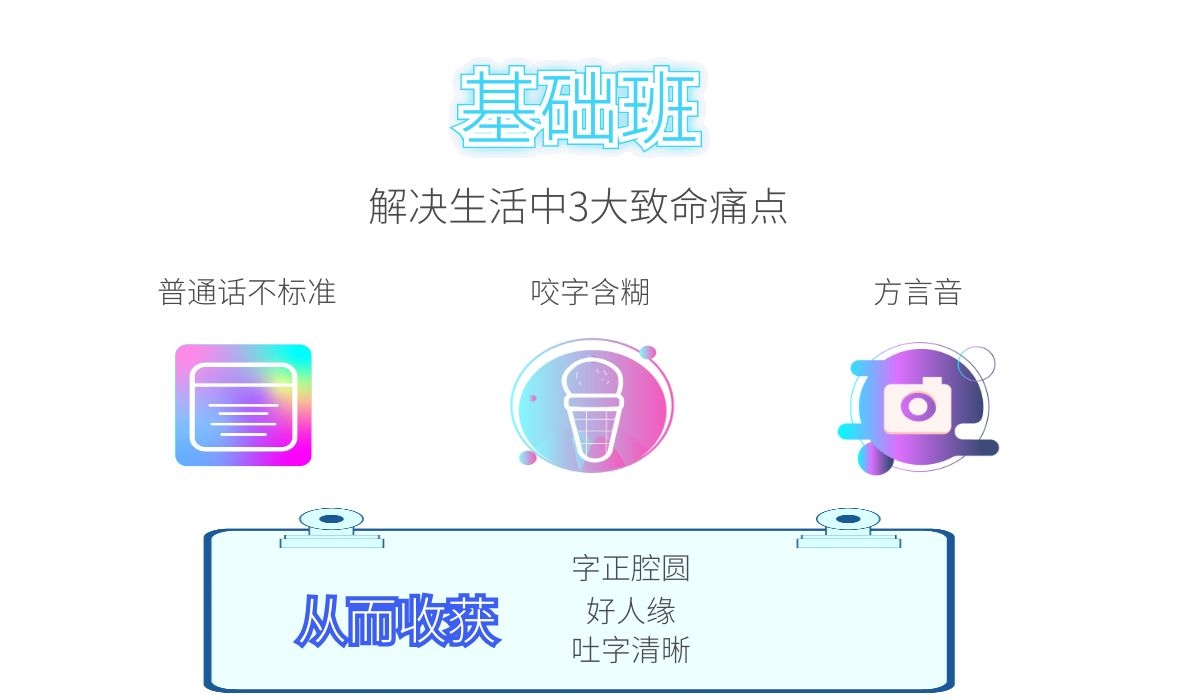 基础班
解决生活中3大致命痛点
普通话不标准
咬字含糊
方言音
从而收获
字正腔圆
好人缘
吐字清晰